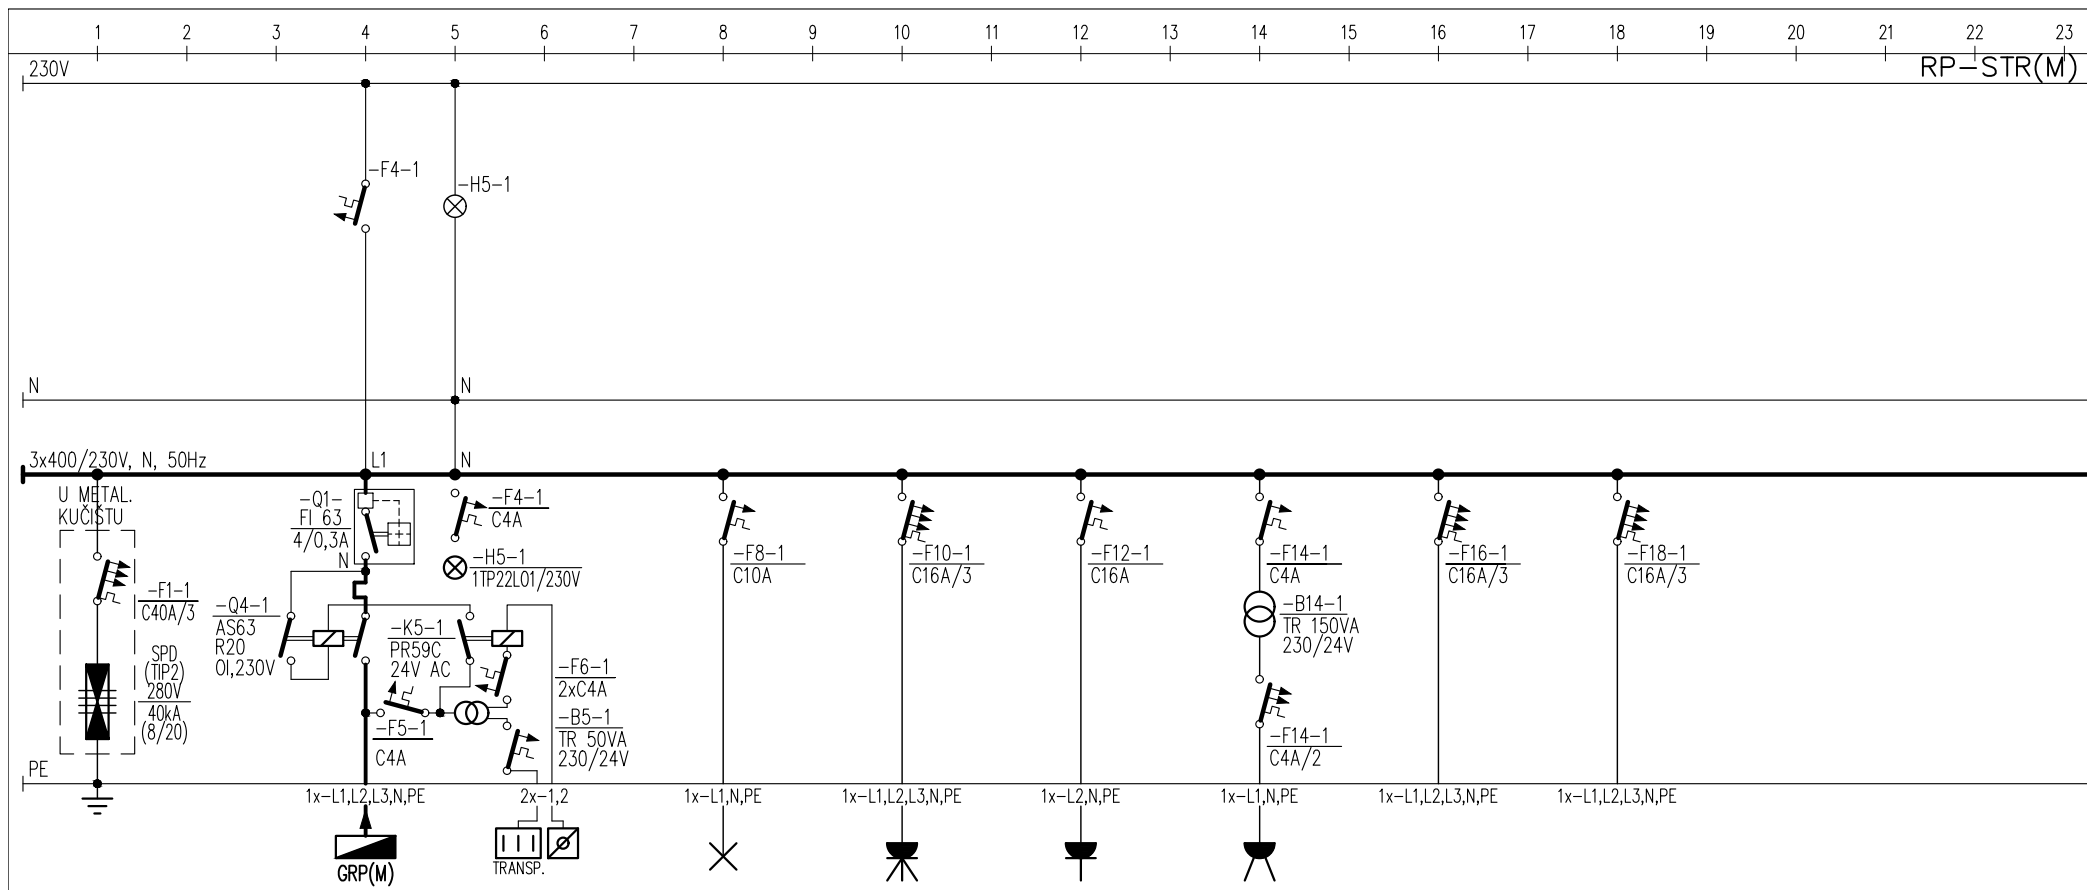 1 2 3 4 5 6 7 8 9 10 11 12 13 14 15 16 17 18 19 20 21 22 23
230V
RP-STR(M)
-F4-1
-H5-1
N
N
3x400/230V, N, 50Hz
L1
N
U METAL.
KUĆIŠTU
-F1-1
C40A/3
SPD
(TIP2)
280V
40kA
(8/20)
-Q1-
FI 63
4/0,3A
N
-Q4-1
AS63
R20
OI,230V
-F4-1
C4A
-H5-1
1TP22L01/230V
-K5-1
PR59C
24V AC
-F5-1
C4A
-F6-1
2xC4A
-B5-1
TR 50VA
230/24V
-F8-1
C10A
-F10-1
C16A/3
-F12-1
C16A
-F14-1
C4A
-B14-1
TR 150VA
230/24V
-F14-1
C4A/2
-F16-1
C16A/3
-F18-1
C16A/3
PE
1x-L1,L2,L3,N,PE
2x-1,2
1x-L1,N,PE
1x-L1,L2,L3,N,PE
1x-L2,N,PE
1x-L1,N,PE
1x-L1,L2,L3,N,PE
1x-L1,L2,L3,N,PE
GRP(M)
TRANSP.